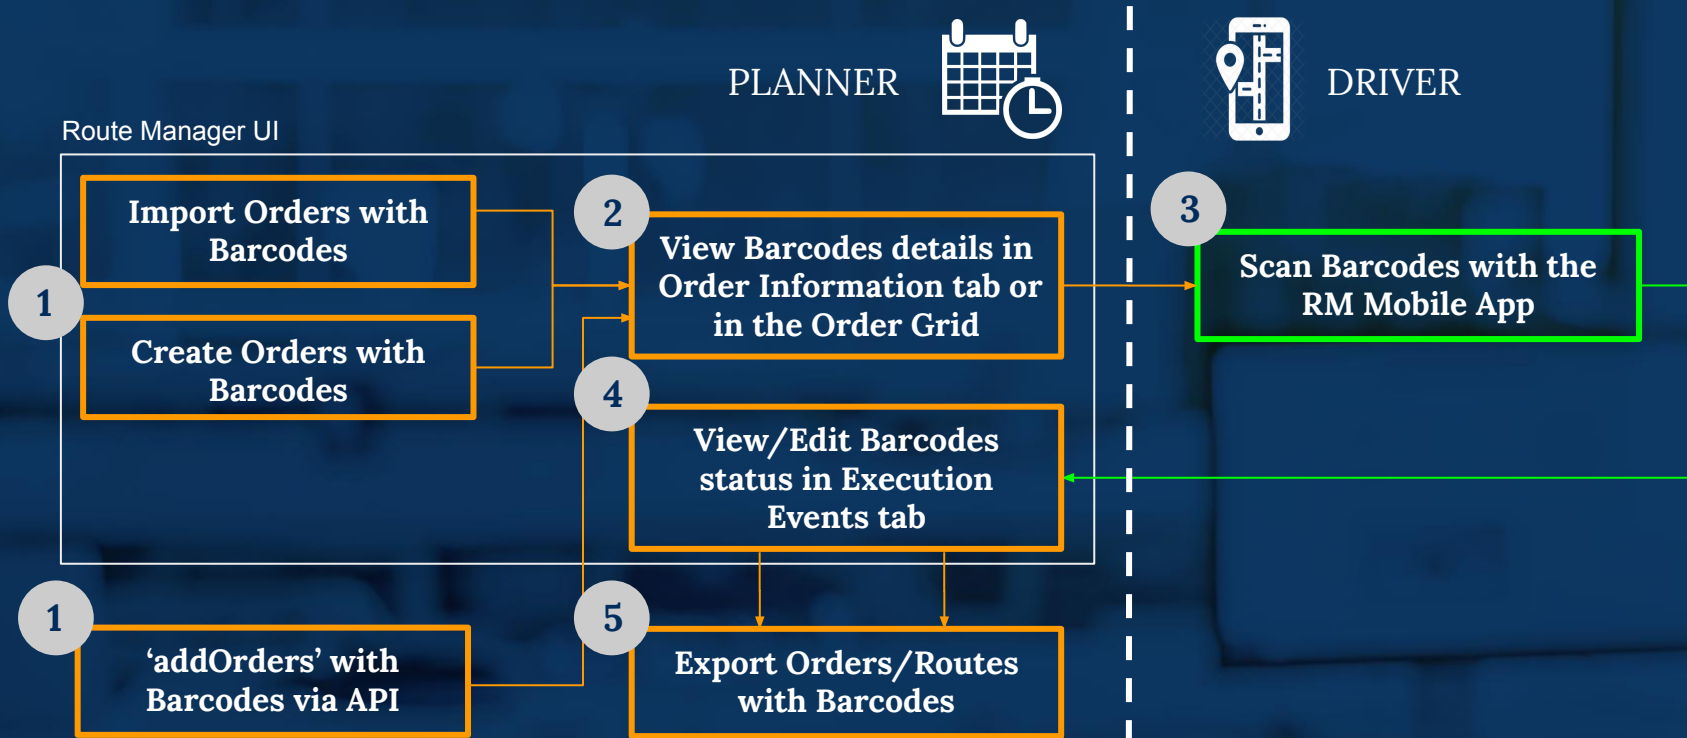 PLANNER
DRIVER
Route Manager UI
1
Import Orders with
Barcodes
Create Orders with
Barcodes
2
View Barcodes details in
Order Information tab or
in the Order Grid
3
Scan Barcodes with the
RM Mobile App
4
View/Edit Barcodes
status in Execution
Events tab
1
‘addOrders’ with
Barcodes via API
5
Export Orders/Routes
with Barcodes